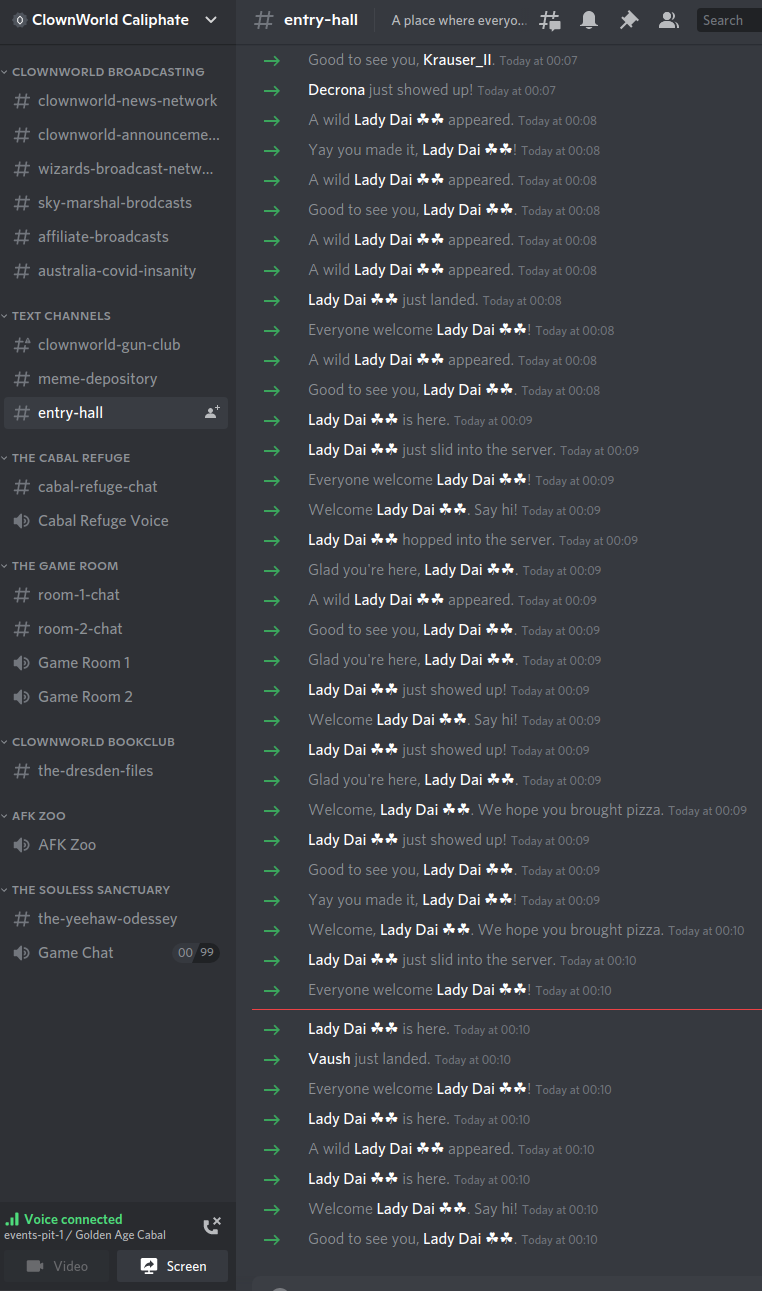 ClownWorld Caliphate
CLOWNWORLD BROADCASTING
# clownworld-news-network
# clownworld-announceme...
# wizards-broadcast-netw...
# sky-marshal-brodcasts
# affiliate-broadcasts
# australia-covid-insanity
TEXT CHANNELS
# clownworld-gun-club
# meme-depository
# entry-hall
THE CABAL REFUGE
# cabal-refuge-chat
Cabal Refuge Voice
THE GAME ROOM
# room-1-chat
# room-2-chat
Game Room 1
Game Room 2
CLOWNWORLD BOOKCLUB
# the-dresden-files
AFK ZOO
AFK Zoo
THE SOULESS SANCTUARY
# the-yeehaw-odessey
Game Chat 00 99
Voice connected
events-pit-1 / Golden Age Cabal
Video Screen
# entry-hall A place where everyo... Search
Good to see you, Krauser_II. Today at 00:07
Decrona just showed up! Today at 00:07
A wild Lady Dai ☘☘ appeared. Today at 00:08
Yay you made it, Lady Dai ☘☘! Today at 00:08
A wild Lady Dai ☘☘ appeared. Today at 00:08
Good to see you, Lady Dai ☘☘. Today at 00:08
A wild Lady Dai ☘☘ appeared. Today at 00:08
A wild Lady Dai ☘☘ appeared. Today at 00:08
Lady Dai ☘☘ just landed. Today at 00:08
Everyone welcome Lady Dai ☘☘! Today at 00:08
A wild Lady Dai ☘☘ appeared. Today at 00:08
Good to see you, Lady Dai ☘☘. Today at 00:08
Lady Dai ☘☘ is here. Today at 00:09
Lady Dai ☘☘ just slid into the server. Today at 00:09
Everyone welcome Lady Dai ☘☘! Today at 00:09
Welcome Lady Dai ☘☘. Say hi! Today at 00:09
Lady Dai ☘☘ hopped into the server. Today at 00:09
Glad you're here, Lady Dai ☘☘. Today at 00:09
A wild Lady Dai ☘☘ appeared. Today at 00:09
Good to see you, Lady Dai ☘☘. Today at 00:09
Glad you're here, Lady Dai ☘☘. Today at 00:09
Lady Dai ☘☘ just showed up! Today at 00:09
Welcome Lady Dai ☘☘. Say hi! Today at 00:09
Lady Dai ☘☘ just showed up! Today at 00:09
Glad you're here, Lady Dai ☘☘. Today at 00:09
Welcome, Lady Dai ☘☘. We hope you brought pizza. Today at 00:09
Lady Dai ☘☘ just showed up! Today at 00:09
Good to see you, Lady Dai ☘☘. Today at 00:09
Yay you made it, Lady Dai ☘☘! Today at 00:09
Welcome, Lady Dai ☘☘. We hope you brought pizza. Today at 00:10
Lady Dai ☘☘ just slid into the server. Today at 00:10
Everyone welcome Lady Dai ☘☘! Today at 00:10
Lady Dai ☘☘ is here. Today at 00:10
Vaush just landed. Today at 00:10
Everyone welcome Lady Dai ☘☘! Today at 00:10
Lady Dai ☘☘ is here. Today at 00:10
A wild Lady Dai ☘☘ appeared. Today at 00:10
Lady Dai ☘☘ is here. Today at 00:10
Welcome Lady Dai ☘☘. Say hi! Today at 00:10
Good to see you, Lady Dai ☘☘. Today at 00:10